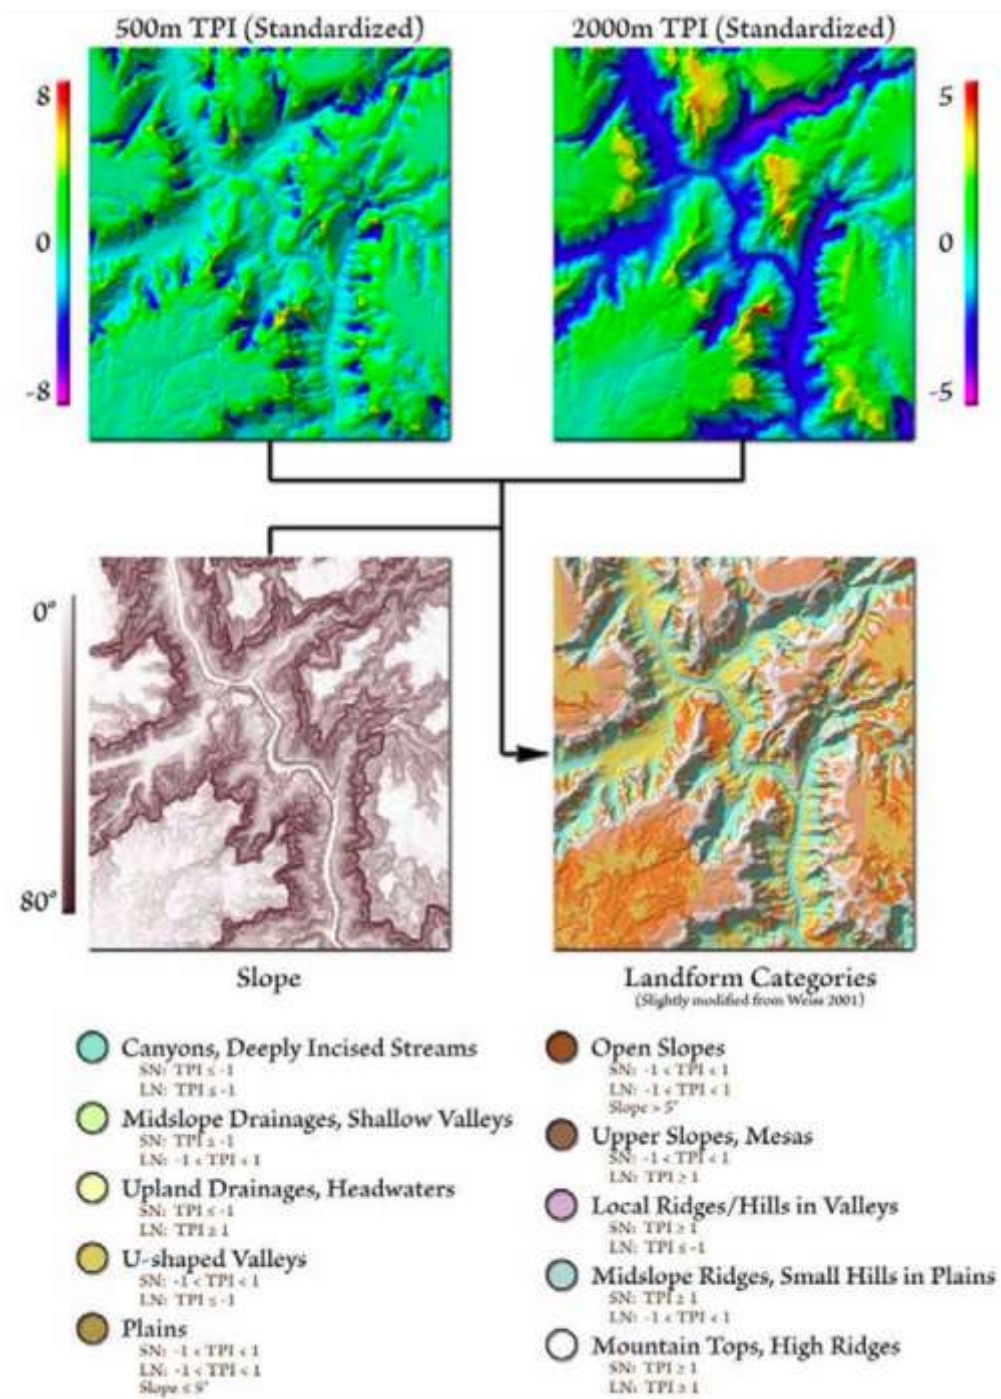 500m TPI (Standardized)
2000m TPI (Standardized)
8
0
-8
5
0
-5
0°
80°
Slope
Landform Categories
(Slightly modified from Weiss 2001)
Canyons, Deeply Incised Streams
SN: TPI ≤ -1
LN: TPI ≤ -1
Midslope Drainages, Shallow Valleys
SN: TPI ≤ -1
LN: -1 < TPI < 1
Upland Drainages, Headwaters
SN: TPI ≤ -1
LN: TPI ≥ 1
U-shaped Valleys
SN: -1 < TPI < 1
LN: TPI ≤ -1
Plains
SN: -1 < TPI < 1
LN: -1 < TPI < 1
Slope ≤ 5°
Open Slopes
SN: -1 < TPI < 1
LN: -1 < TPI < 1
Slope > 5°
Upper Slopes, Mesas
SN: -1 < TPI < 1
LN: TPI ≥ 1
Local Ridges/Hills in Valleys
SN: TPI ≥ 1
LN: TPI ≤ -1
Midslope Ridges, Small Hills in Plains
SN: TPI ≥ 1
LN: -1 < TPI < 1
Mountain Tops, High Ridges
SN: TPI ≥ 1
LN: TPI ≥ 1